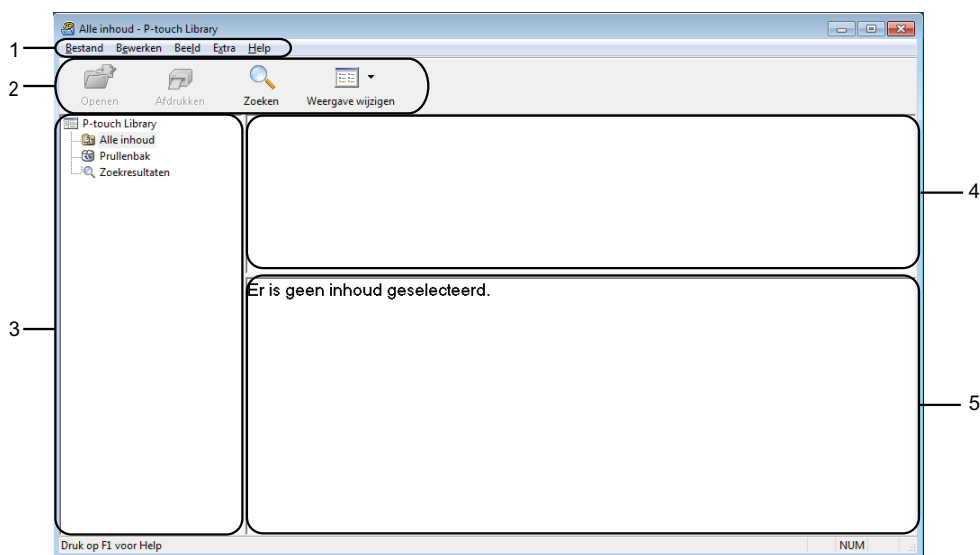 Alle inhoud - P-touch Library
1
Bestand Bewerken Beeld Extra Help
2
Openen Afdrukken Zoeken Weergave wijzigen
P-touch Library
Alle inhoud
Prullenbak
Zoekresultaten
4
Er is geen inhoud geselecteerd.
3
5
Druk op F1 voor Help NUM